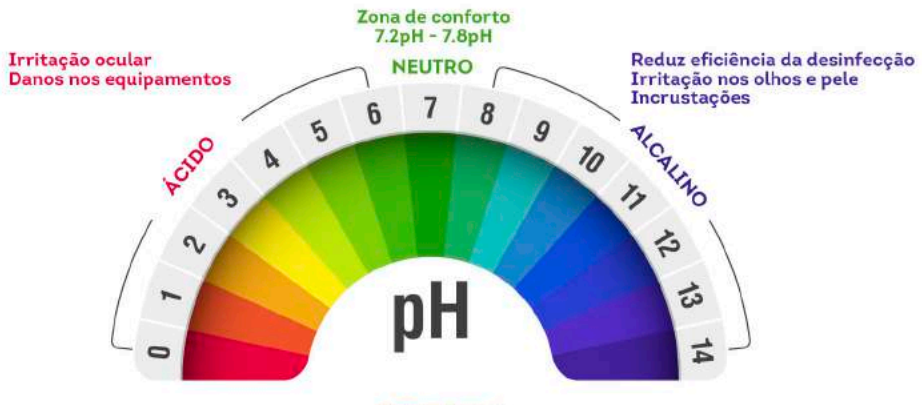 Zona de conforto
7.2pH - 7.8pH
NEUTRO
Irritação ocular
Danos nos equipamentos
Reduz eficiência da desinfecção
Irritação nos olhos e pele
Incrustações
ÁCIDO
ALCALINO
0
1
2
3
4
5
6
7
8
9
10
11
12
13
14
pH